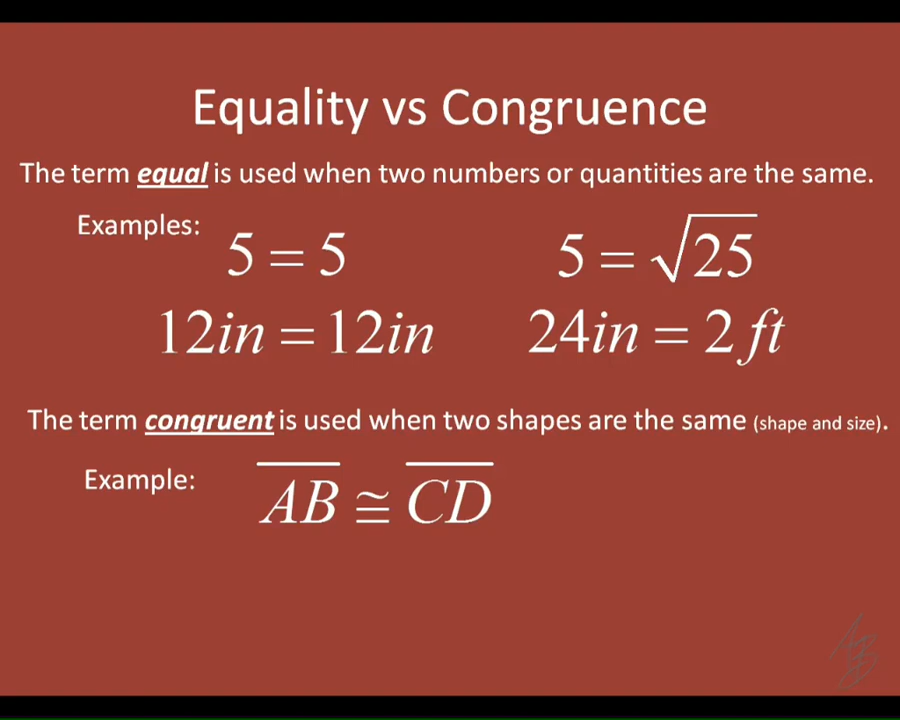 Equality vs Congruence
The term equal is used when two numbers or quantities are the same.
Examples:
5 = 5
5 = √25
12in = 12in
24in = 2 ft
The term congruent is used when two shapes are the same (shape and size).
Example:
A̅B̅ ≅ C̅D̅